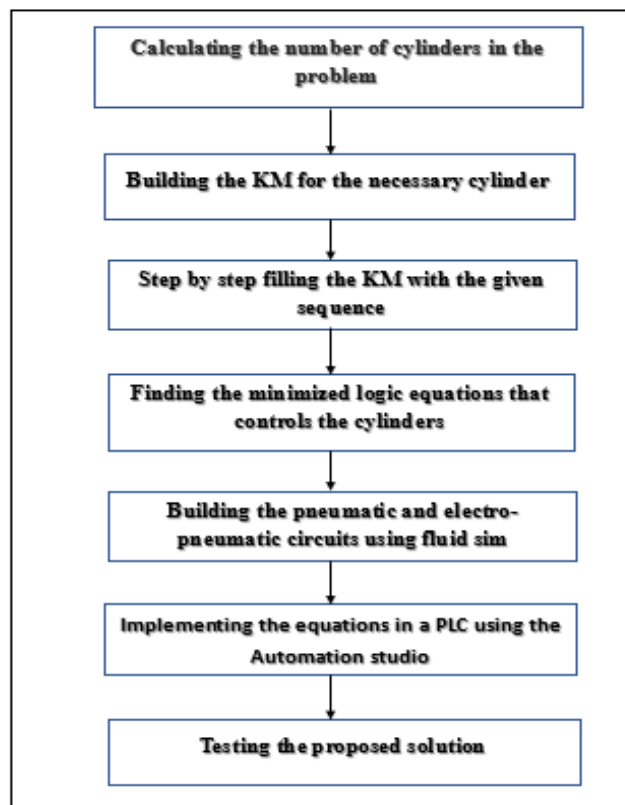 Calculating the number of cylinders in the
problem
Building the KM for the necessary cylinder
Step by step filling the KM with the given
sequence
Finding the minimized logic equations that
controls the cylinders
Building the pneumatic and electro-
pneumatic circuits using fluid sim
Implementing the equations in a PLC using the
Automation studio
Testing the proposed solution